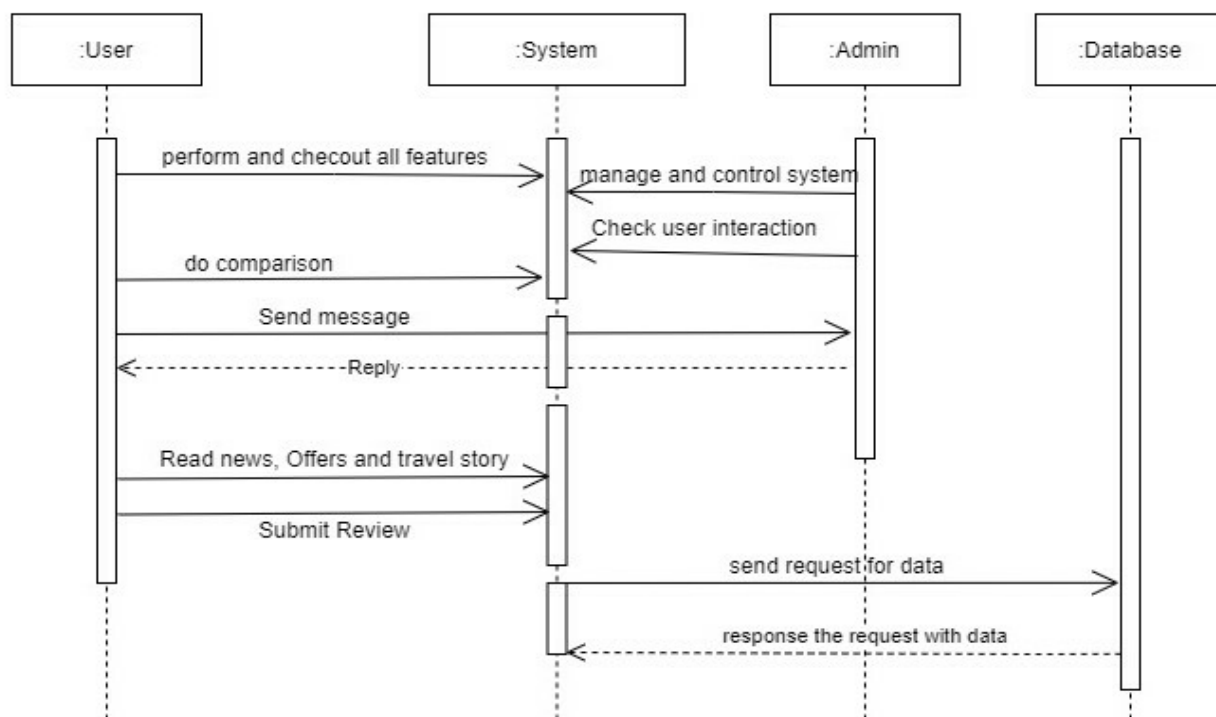 :User
:System
:Admin
:Database
perform and checout all features
manage and control system
Check user interaction
do comparison
Send message
Reply
Read news, Offers and travel story
Submit Review
send request for data
response the request with data